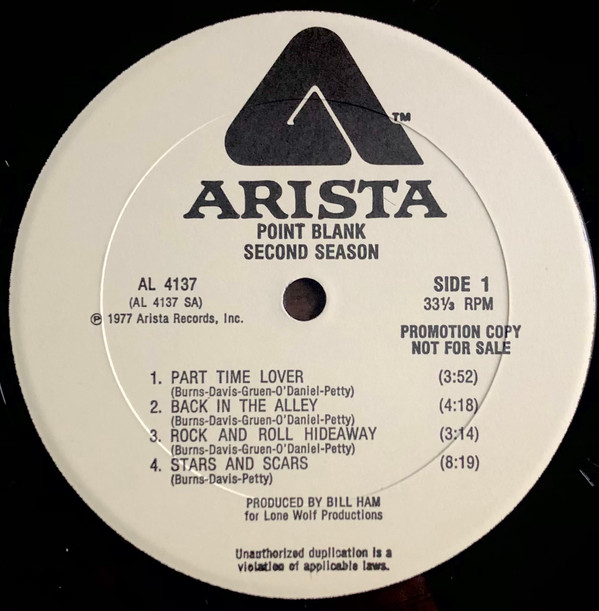 TM
ARISTA
POINT BLANK
SECOND SEASON
AL 4137
(AL 4137 SA)
℗ 1977 Arista Records, Inc.
SIDE 1
33⅓ RPM
PROMOTION COPY
NOT FOR SALE
1. PART TIME LOVER (3:52)
(Burns-Davis-Gruen-O'Daniel-Petty)
2. BACK IN THE ALLEY (4:18)
(Burns-Davis-Gruen-O'Daniel-Petty)
3. ROCK AND ROLL HIDEAWAY (3:14)
(Burns-Davis-Gruen-O'Daniel-Petty)
4. STARS AND SCARS (8:19)
(Burns-Davis-Petty)
PRODUCED BY BILL HAM
for Lone Wolf Productions
Unauthorized duplication is a
violation of applicable laws.